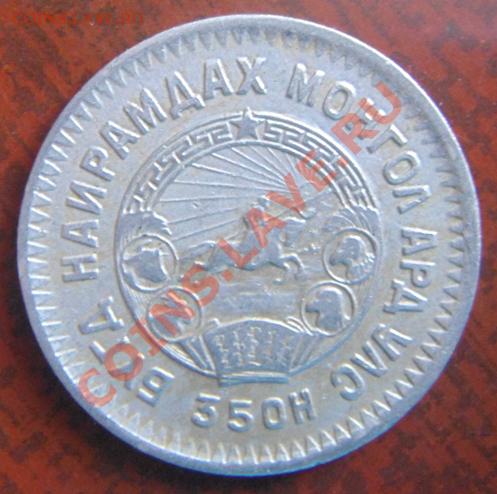 БҮГД НАЙРАМДАХ МОНГОЛ АРД УЛС
35 ОН
COINS.LAVE.RU